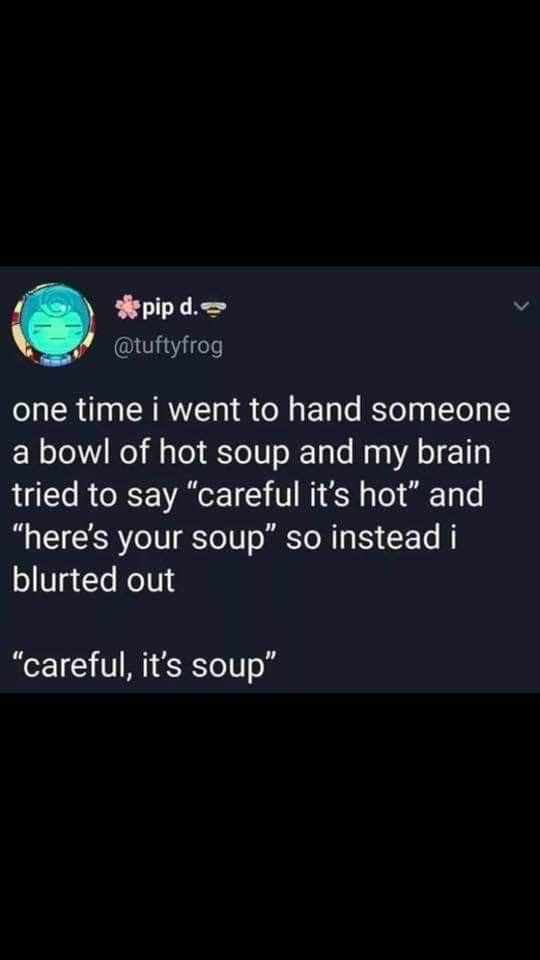 🌸pip d.🐝
@tuftyfrog
one time i went to hand someone
a bowl of hot soup and my brain
tried to say “careful it’s hot” and
“here’s your soup” so instead i
blurted out
“careful, it’s soup”